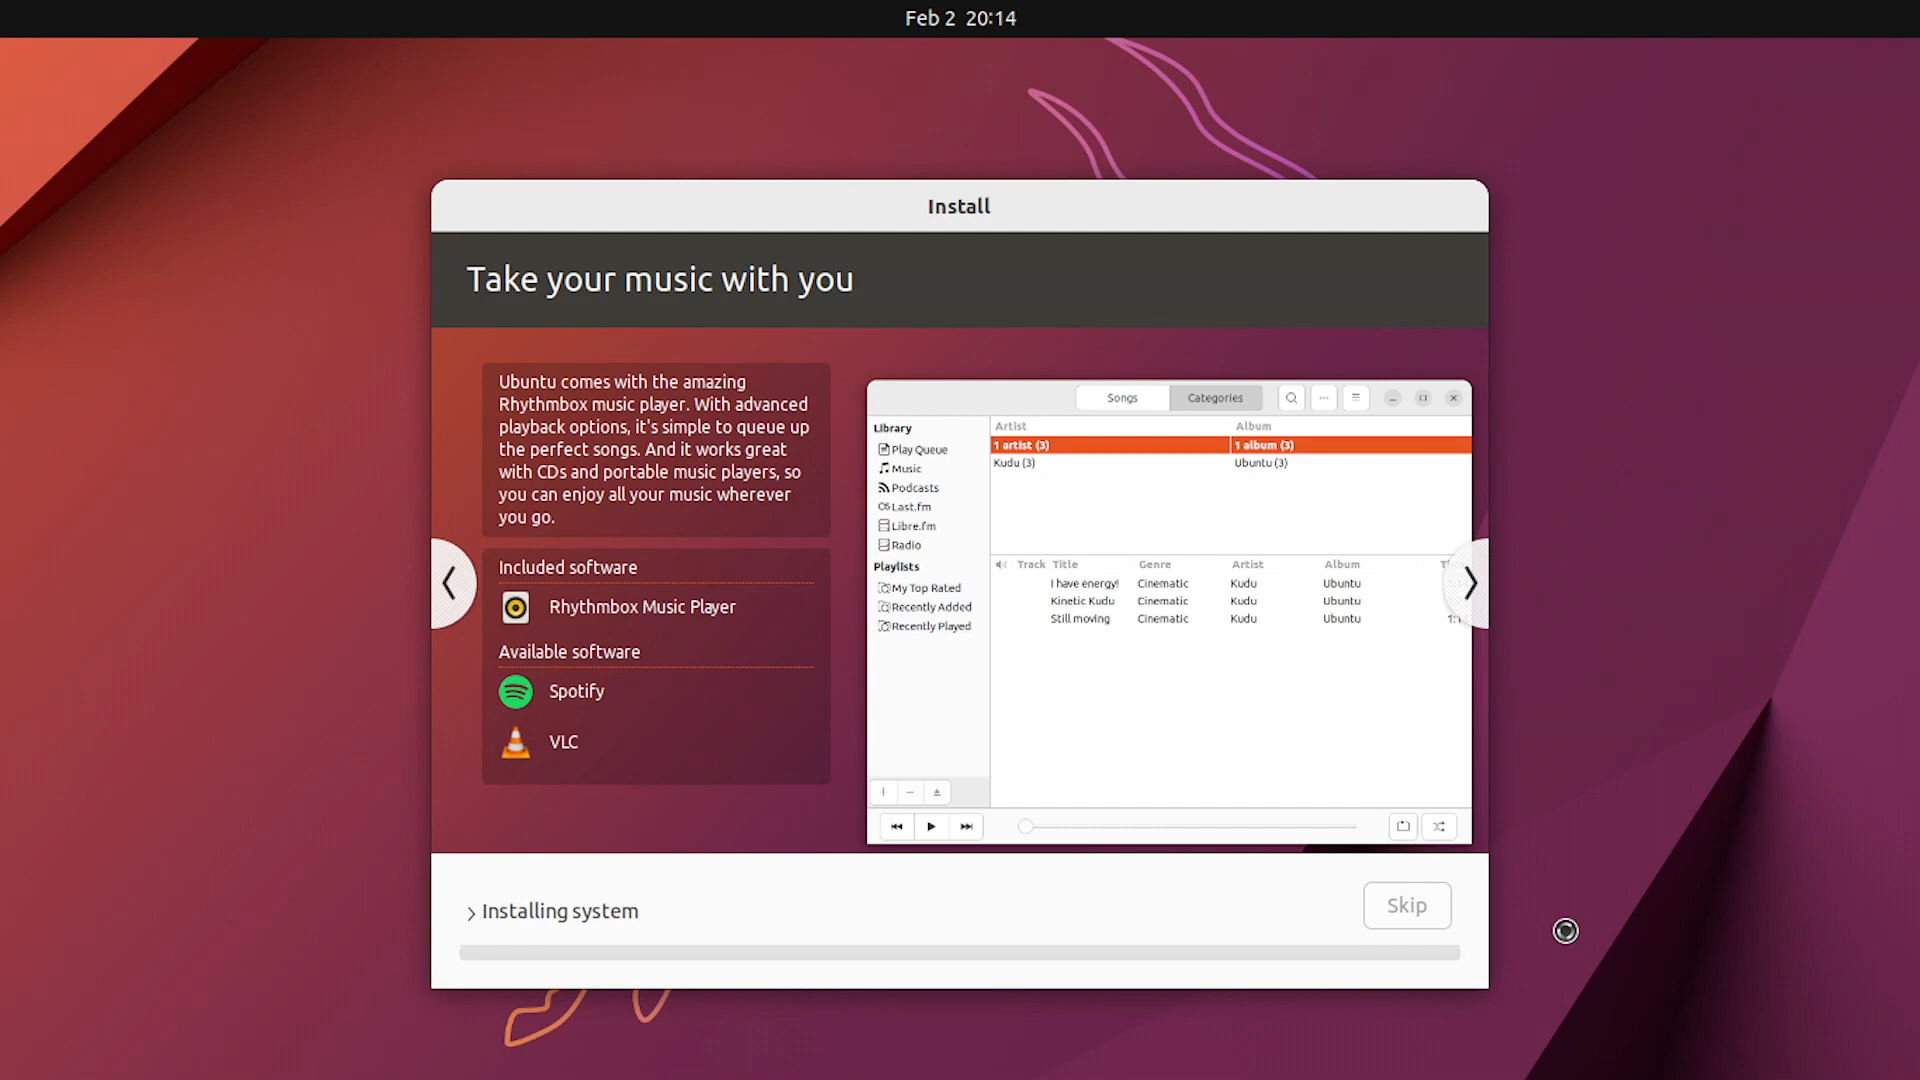 Feb 2 20:14
Install
Take your music with you
Ubuntu comes with the amazing
Rhythmbox music player. With advanced
playback options, it's simple to queue up
the perfect songs. And it works great
with CDs and portable music players, so
you can enjoy all your music wherever
you go.
Included software
Rhythmbox Music Player
Available software
Spotify
VLC
Songs Categories
Library
Play Queue
Music
Podcasts
Last.fm
Libre.fm
Radio
Playlists
My Top Rated
Recently Added
Recently Played
Artist Album
1 artist (3) 1 album (3)
Kudu (3) Ubuntu (3)
Track Title Genre Artist Album
I have energy! Cinematic Kudu Ubuntu
Kinetic Kudu Cinematic Kudu Ubuntu
Still moving Cinematic Kudu Ubuntu
Installing system
Skip